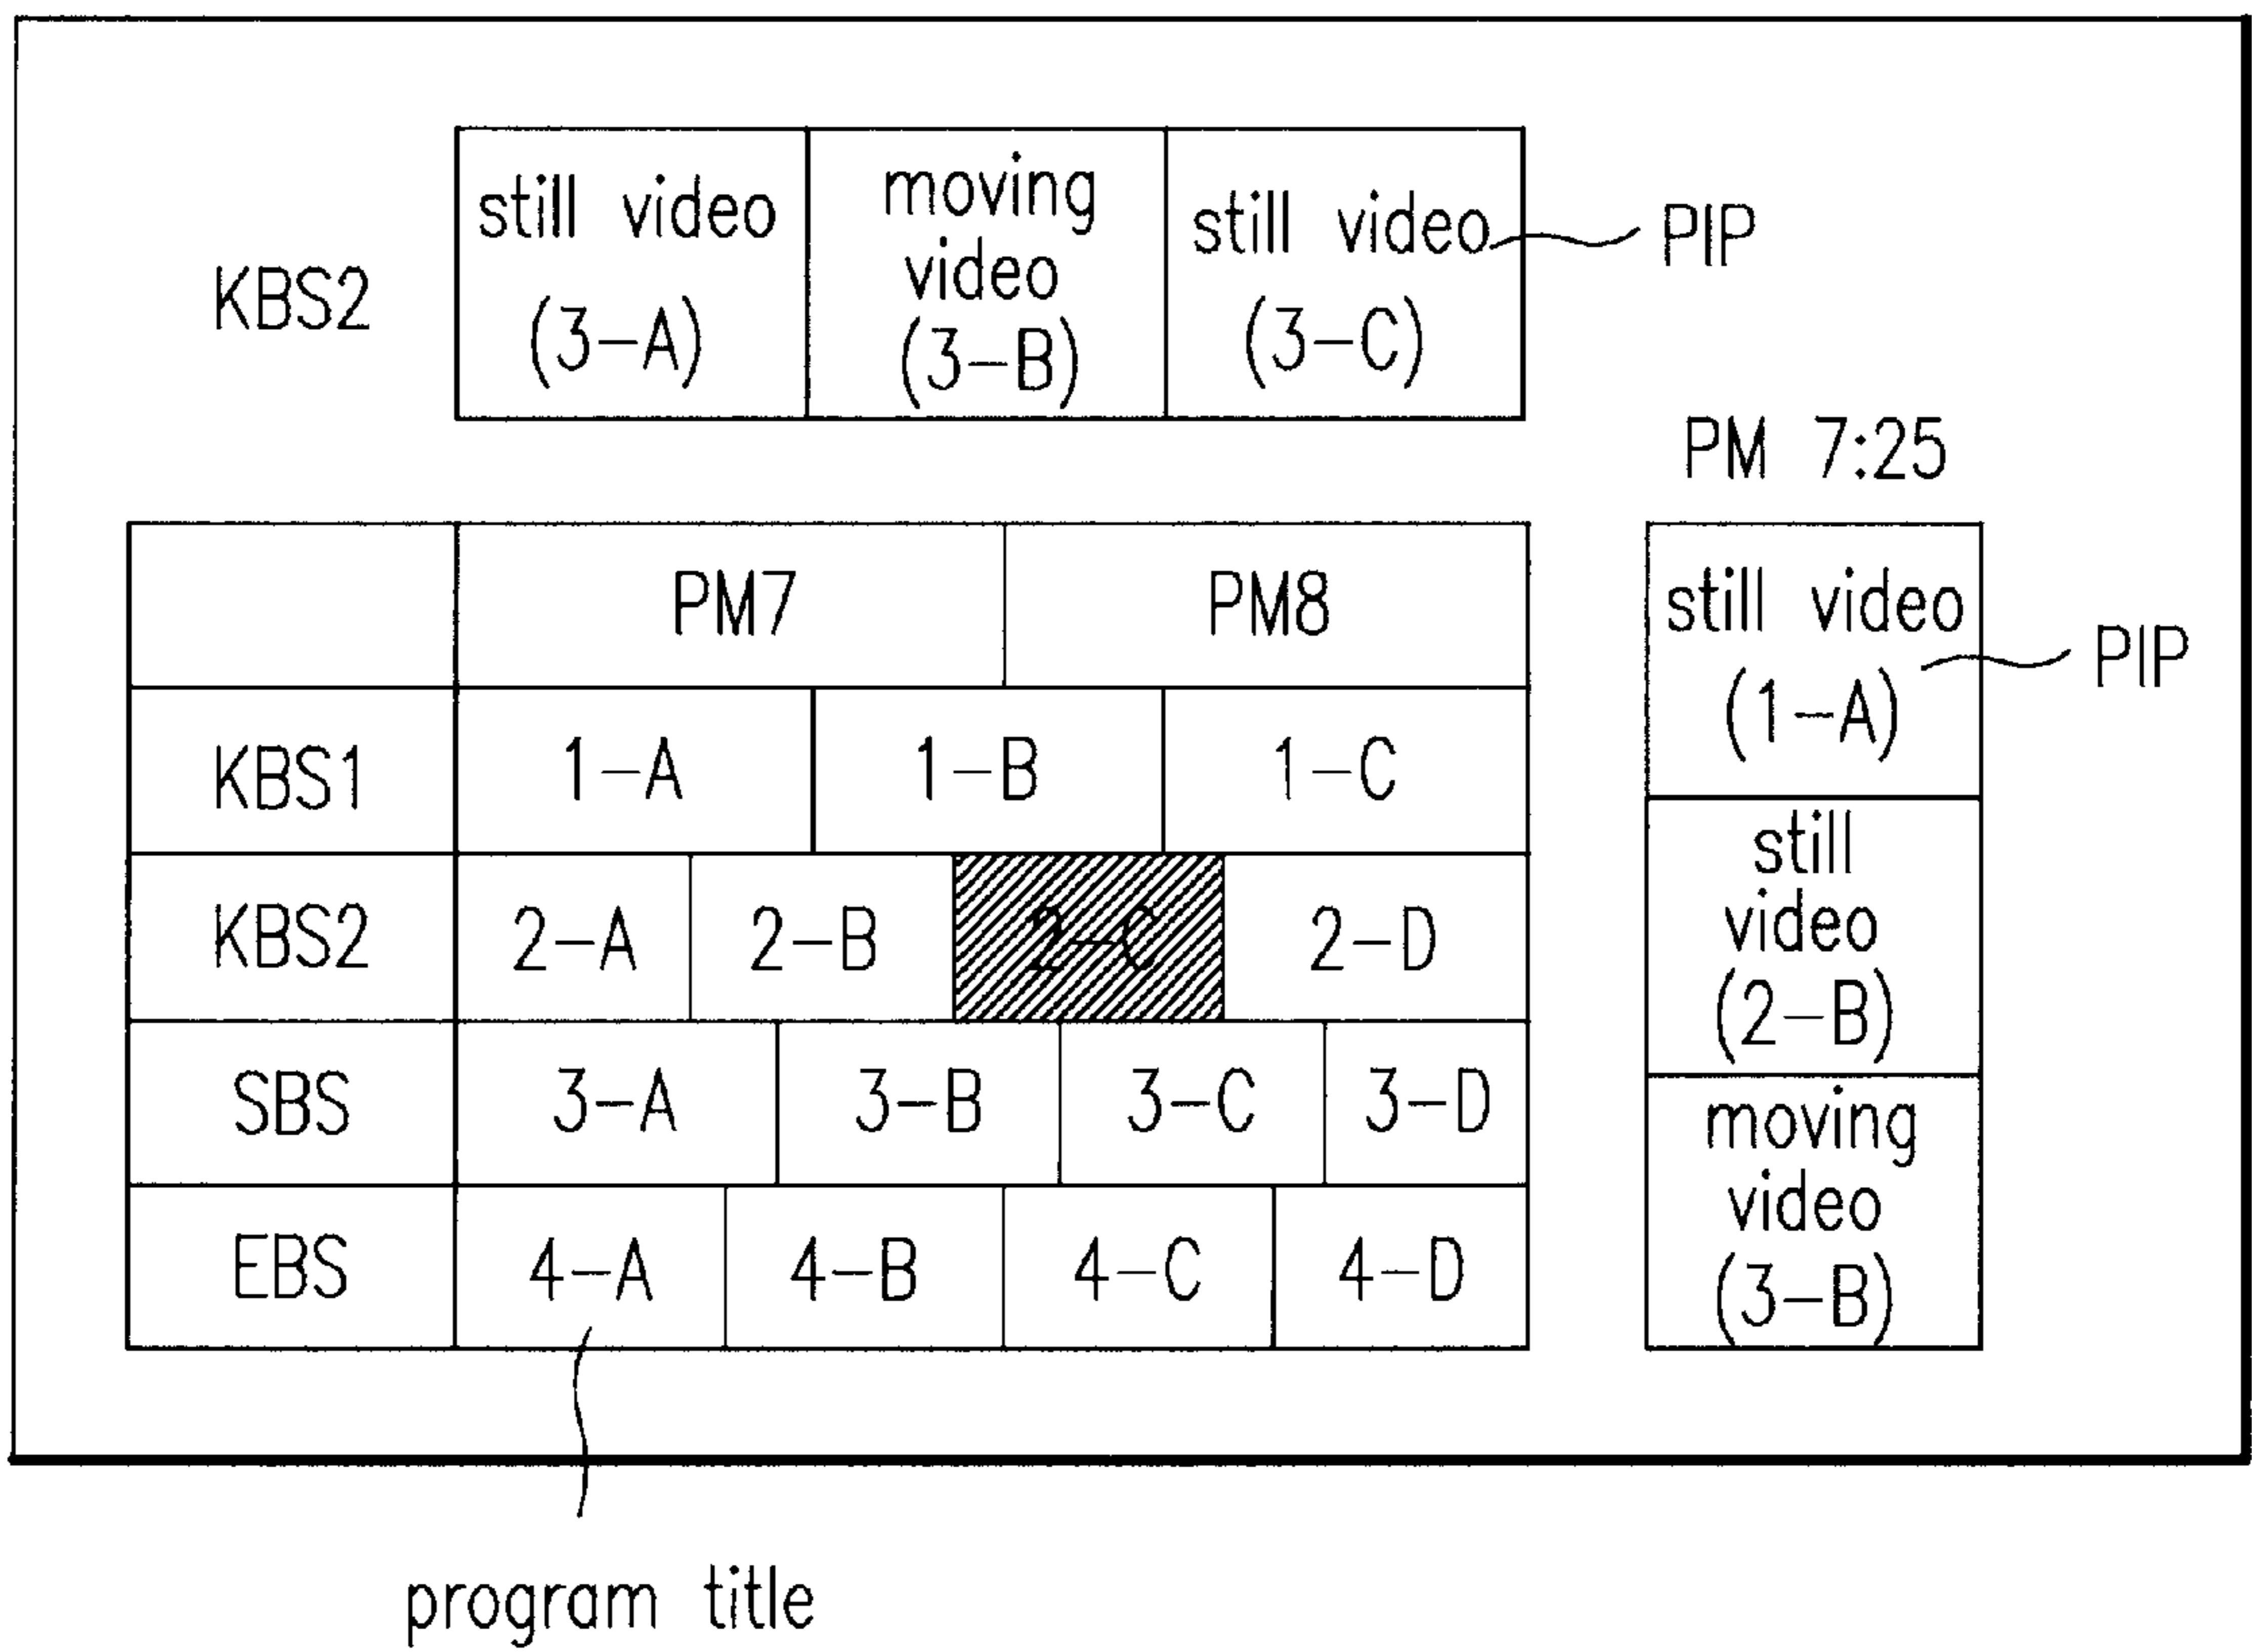 still video
(3-A)
moving
video
(3-B)
still video
(3-C)
PIP
KBS2
PM 7:25
PM7 PM8
KBS1 1-A 1-B 1-C
KBS2 2-A 2-B 2-C 2-D
SBS 3-A 3-B 3-C 3-D
EBS 4-A 4-B 4-C 4-D
still video
(1-A)
PIP
still
video
(2-B)
moving
video
(3-B)
program title